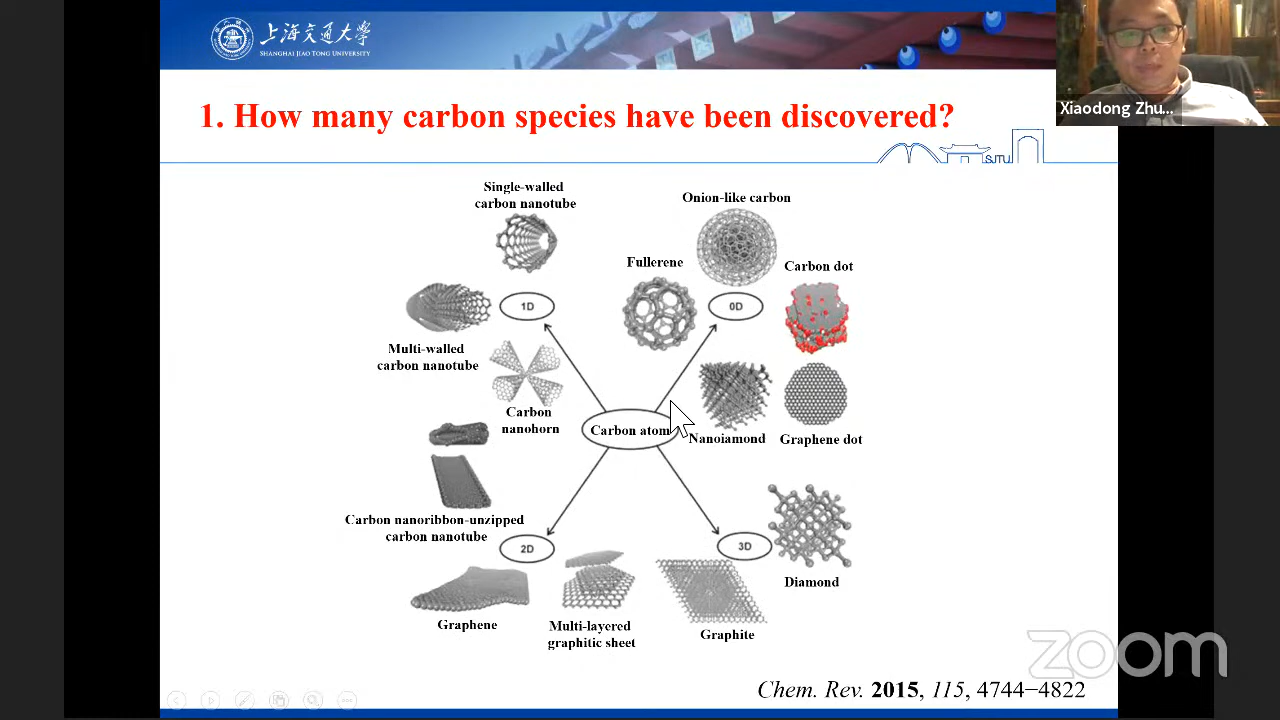 上海交通大学
SHANGHAI JIAO TONG UNIVERSITY
Xiaodong Zhu...
1. How many carbon species have been discovered?
SJTU
Single-walled
carbon nanotube
Onion-like carbon
Fullerene
Carbon dot
1D
0D
Multi-walled
carbon nanotube
Carbon
nanohorn
Carbon atom
Nanoiamond
Graphene dot
Carbon nanoribbon-unzipped
carbon nanotube
2D
3D
Diamond
Graphene
Multi-layered
graphitic sheet
Graphite
zoom
Chem. Rev. 2015, 115, 4744−4822